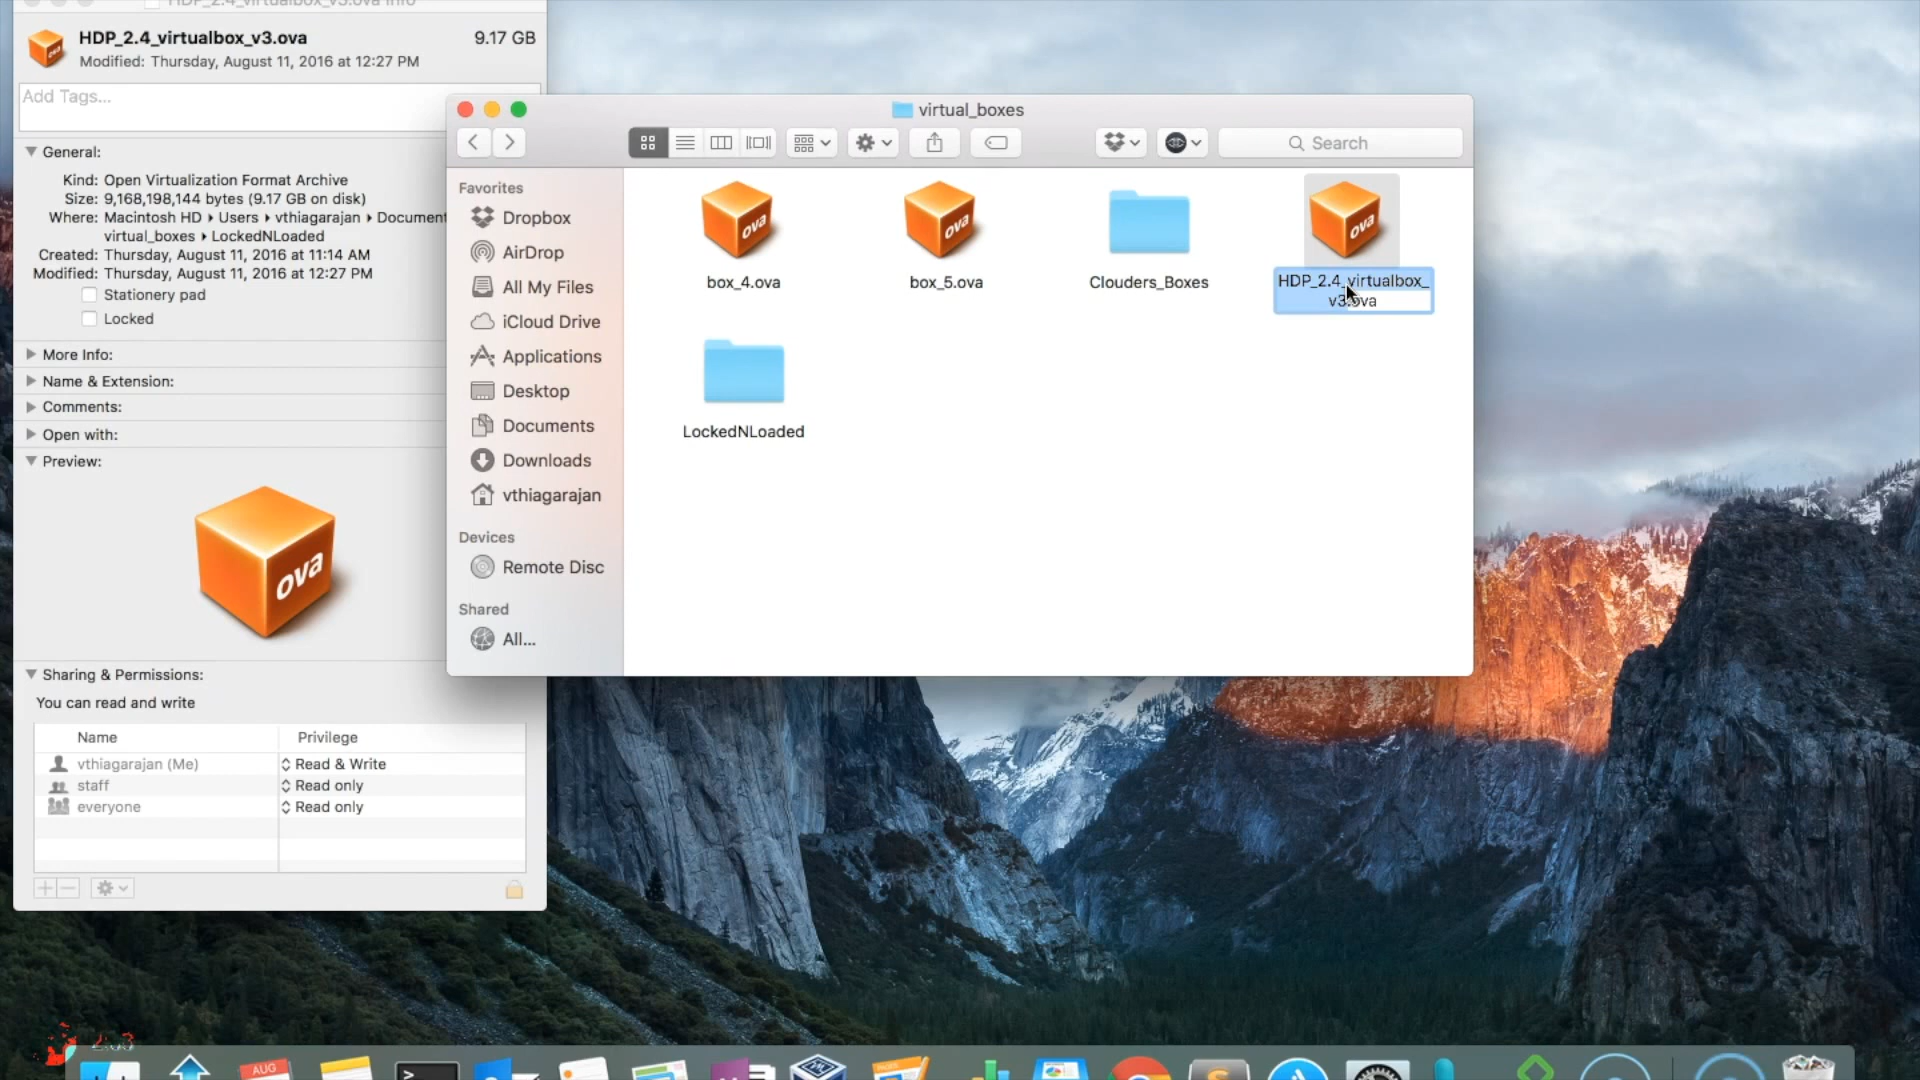 HDP_2.4_virtualbox_v3.ova Info
HDP_2.4_virtualbox_v3.ova 9.17 GB
Modified: Thursday, August 11, 2016 at 12:27 PM
Add Tags...
General:
Kind: Open Virtualization Format Archive
Size: 9,168,198,144 bytes (9.17 GB on disk)
Where: Macintosh HD ▸ Users ▸ vthiagarajan ▸ Document
virtual_boxes ▸ LockedNLoaded
Created: Thursday, August 11, 2016 at 11:14 AM
Modified: Thursday, August 11, 2016 at 12:27 PM
Stationery pad
Locked
More Info:
Name & Extension:
Comments:
Open with:
Preview:
ova
Sharing & Permissions:
You can read and write
Name Privilege
vthiagarajan (Me) Read & Write
staff Read only
everyone Read only
virtual_boxes
Search
Favorites
Dropbox
AirDrop
All My Files
iCloud Drive
Applications
Desktop
Documents
Downloads
vthiagarajan
Devices
Remote Disc
Shared
All...
ova
box_4.ova
ova
box_5.ova
Clouders_Boxes
ova
HDP_2.4_virtualbox_
v3.ova
LockedNLoaded
AUG